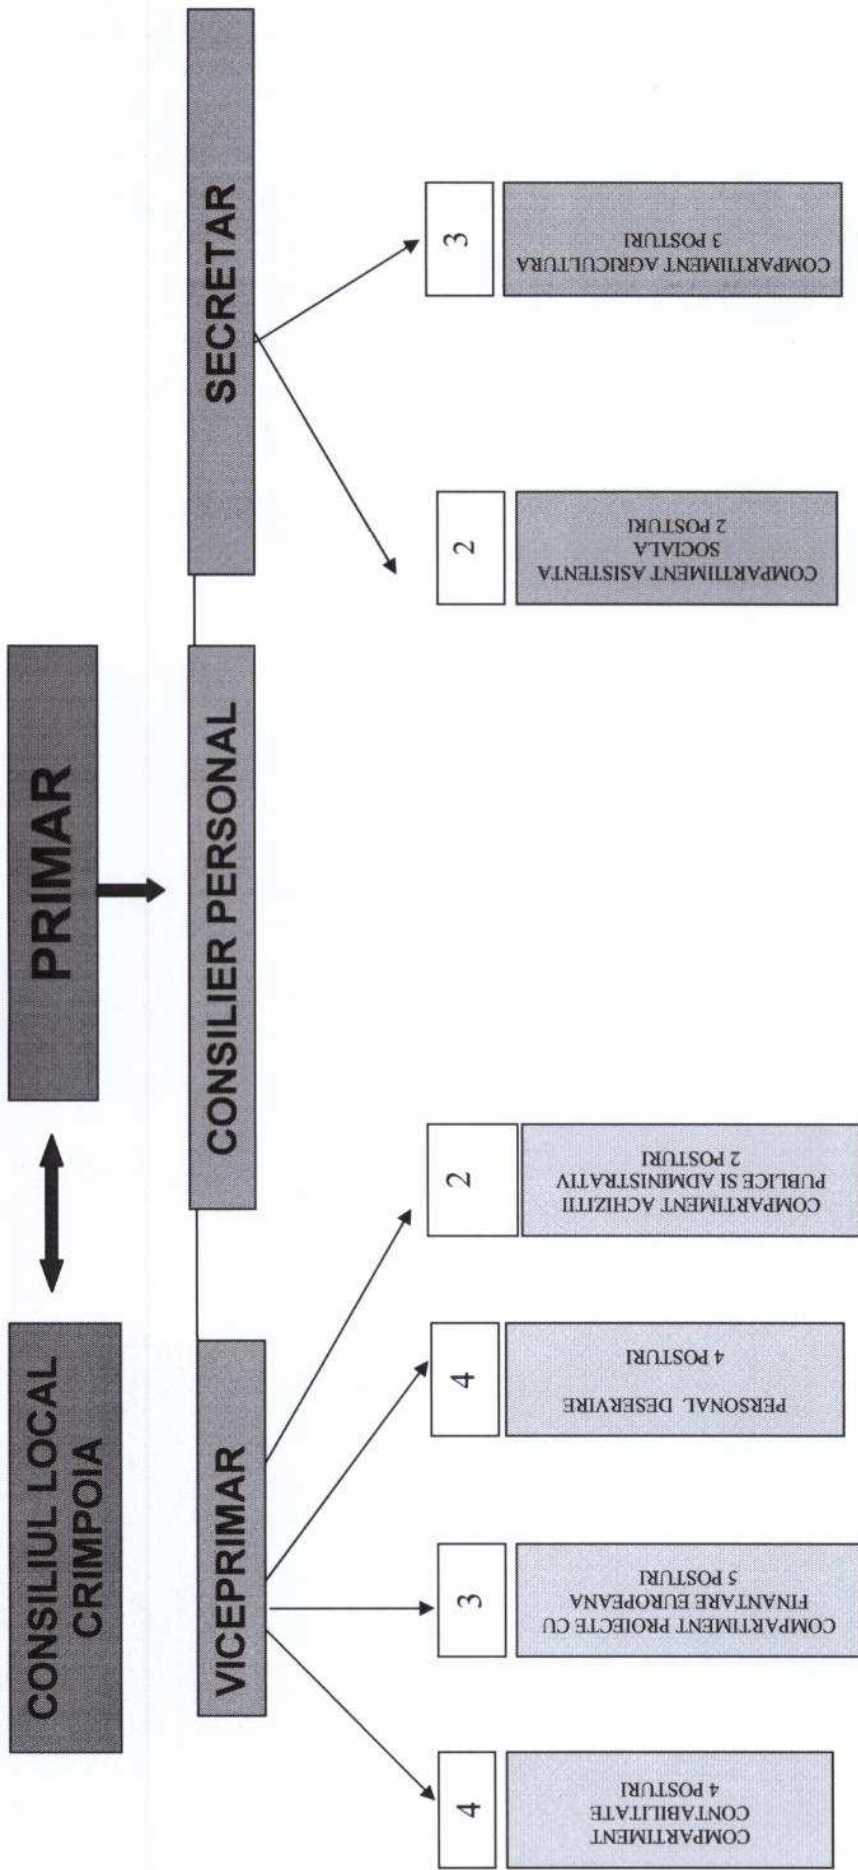 CONSILIUL LOCAL
CRIMPOIA
PRIMAR
VICEPRIMAR
CONSILIER PERSONAL
SECRETAR
4
COMPARTIMENT
CONTABILITATE
4 POSTURI
3
COMPARTIMENT PROIECTE CU
FINANTARE EUROPEANA
5 POSTURI
4
PERSONAL DESERVIRE
4 POSTURI
2
COMPARTIMENT ACHIZITII
PUBLICE SI ADMINISTRATIV
2 POSTURI
2
COMPARTIIMENT ASISTENTA
SOCIALA
2 POSTURI
3
COMPARTIIMENT AGRICULTURA
3 POSTURI